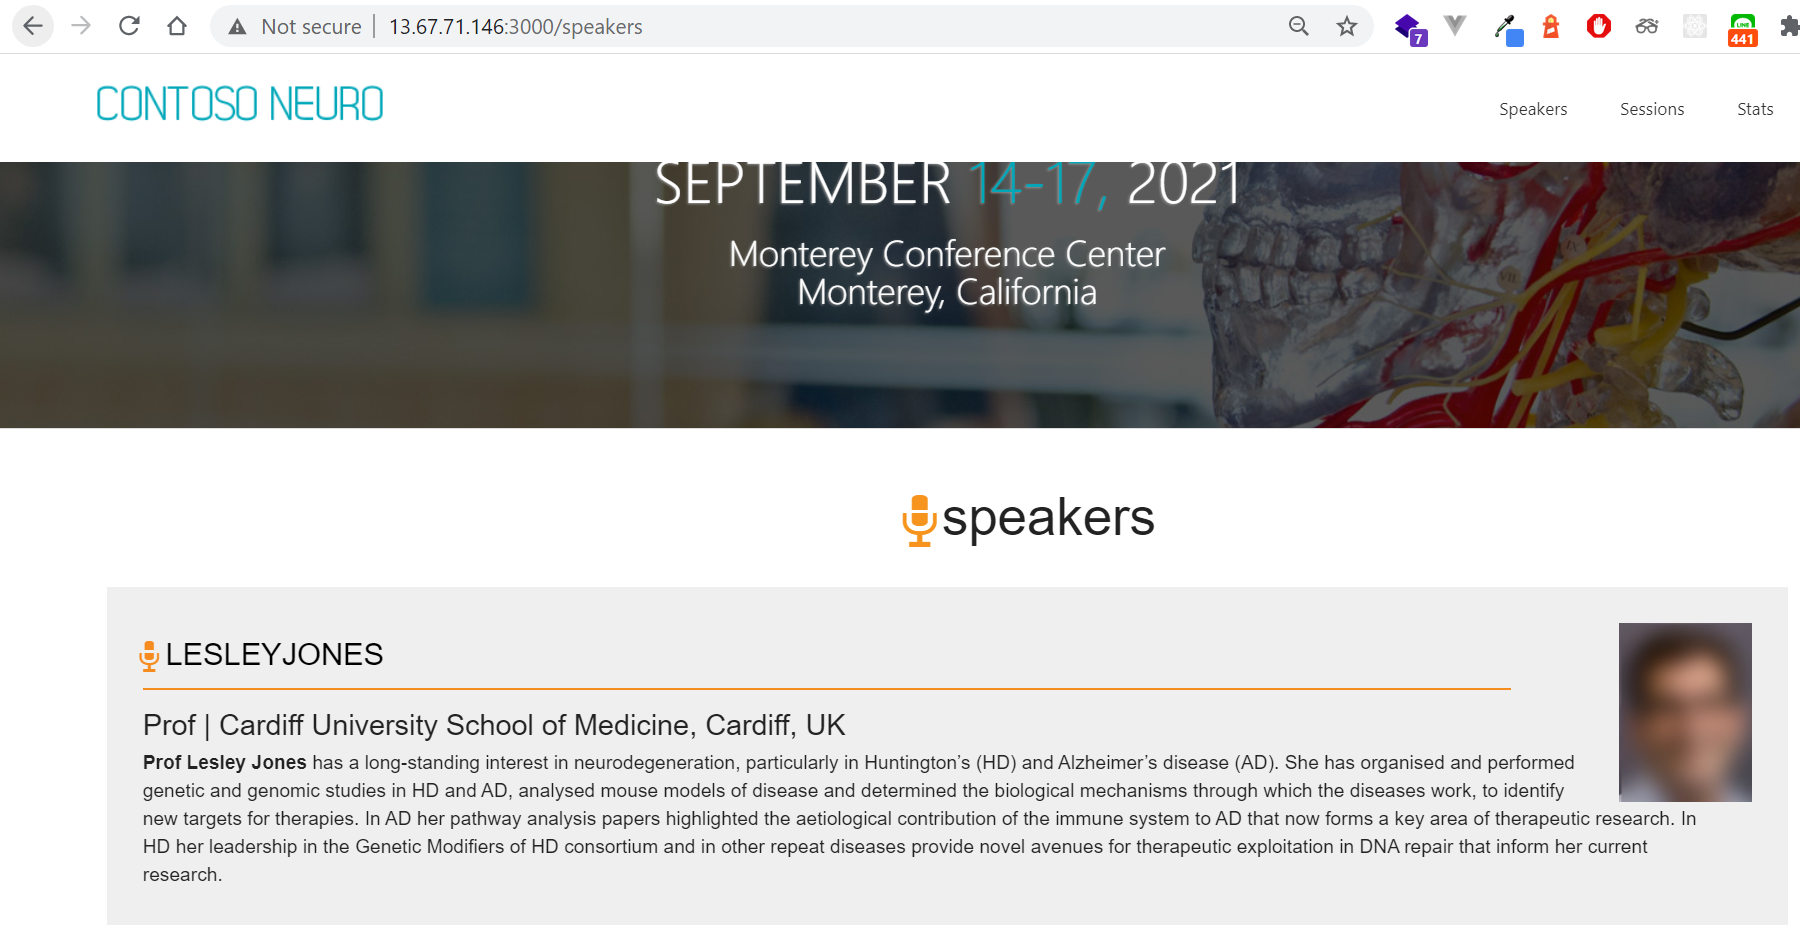 Not secure | 13.67.71.146:3000/speakers
7
LINE
441
CONTOSO NEURO
Speakers
Sessions
Stats
SEPTEMBER 14-17, 2021
Monterey Conference Center
Monterey, California
speakers
LESLEYJONES
Prof | Cardiff University School of Medicine, Cardiff, UK
Prof Lesley Jones has a long-standing interest in neurodegeneration, particularly in Huntington’s (HD) and Alzheimer’s disease (AD). She has organised and performed
genetic and genomic studies in HD and AD, analysed mouse models of disease and determined the biological mechanisms through which the diseases work, to identify
new targets for therapies. In AD her pathway analysis papers highlighted the aetiological contribution of the immune system to AD that now forms a key area of therapeutic research. In
HD her leadership in the Genetic Modifiers of HD consortium and in other repeat diseases provide novel avenues for therapeutic exploitation in DNA repair that inform her current
research.